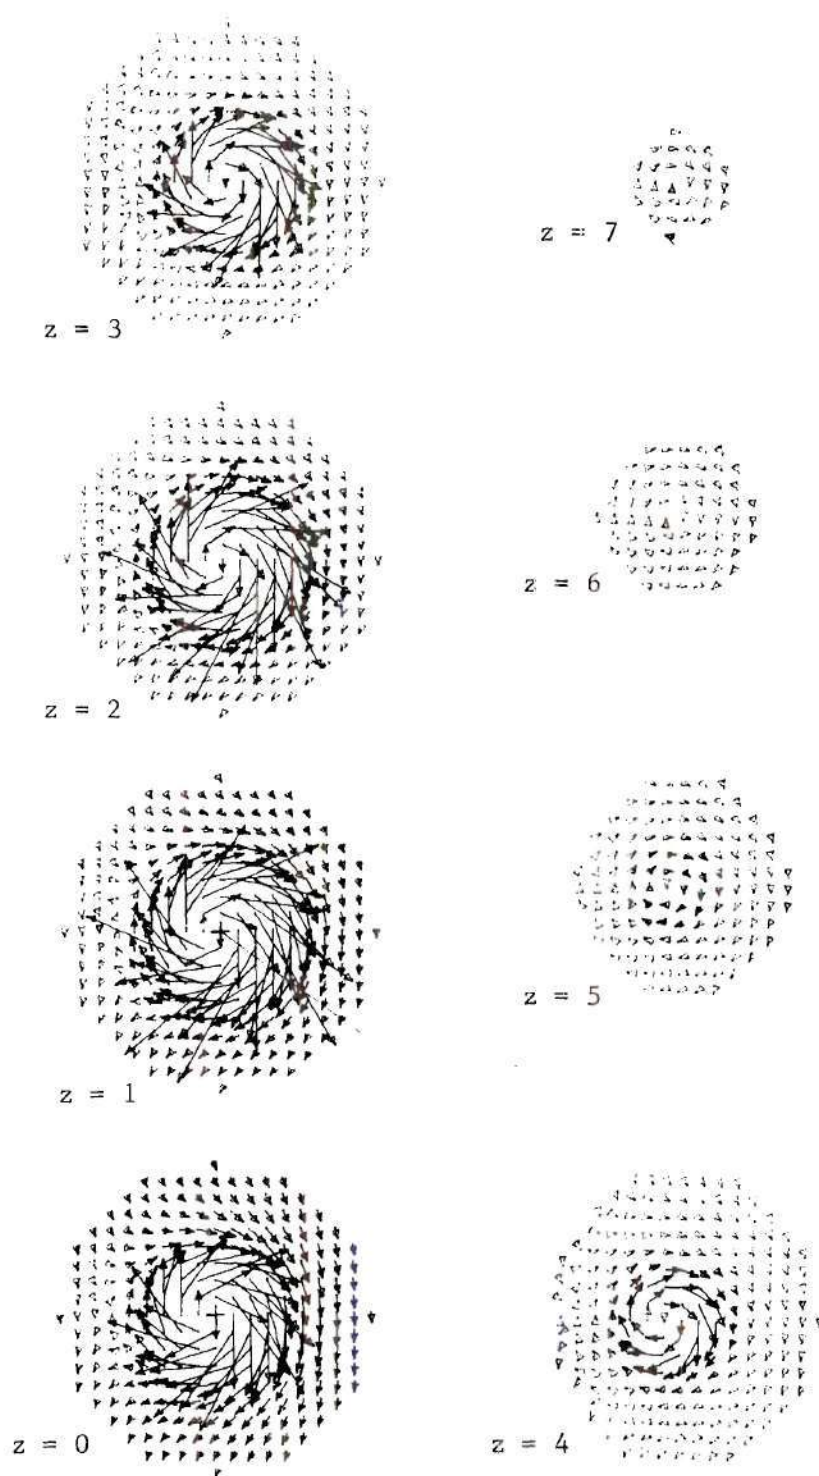 z = 3
z = 7
z = 2
z = 6
z = 1
z = 5
z = 0
z = 4